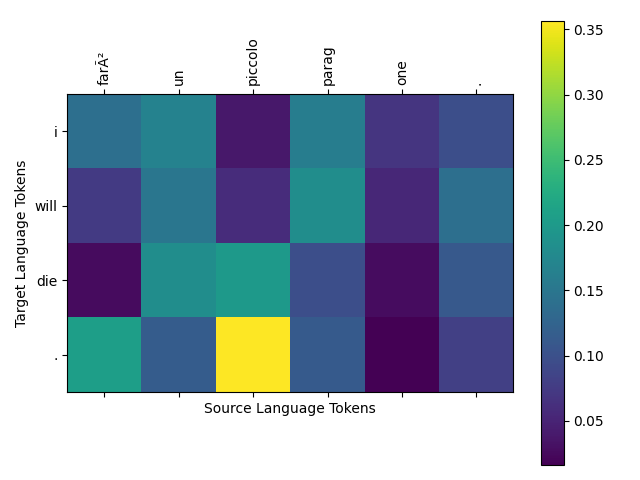 farÃ² un piccolo parag one .
i
will
die
.
Target Language Tokens
Source Language Tokens
0.35
0.30
0.25
0.20
0.15
0.10
0.05